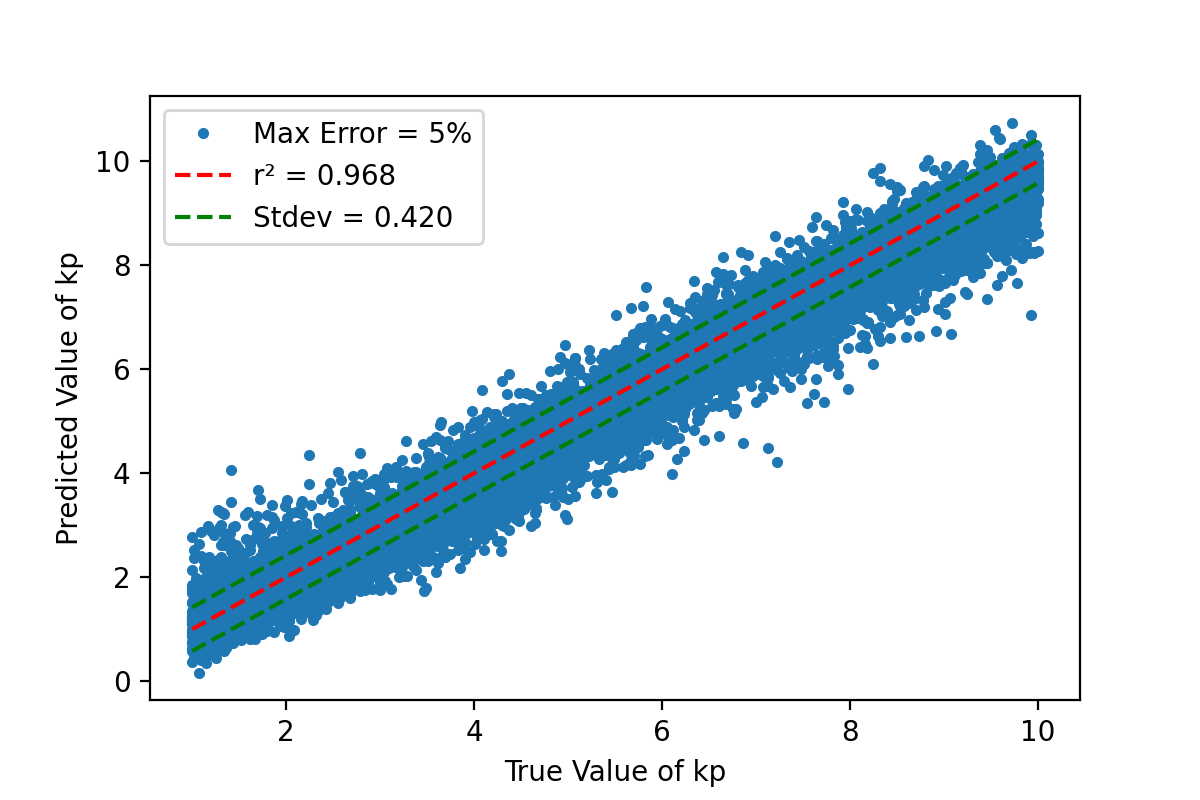 Max Error = 5%
r² = 0.968
Stdev = 0.420
10
8
6
4
2
0
Predicted Value of kp
2
4
6
8
10
True Value of kp